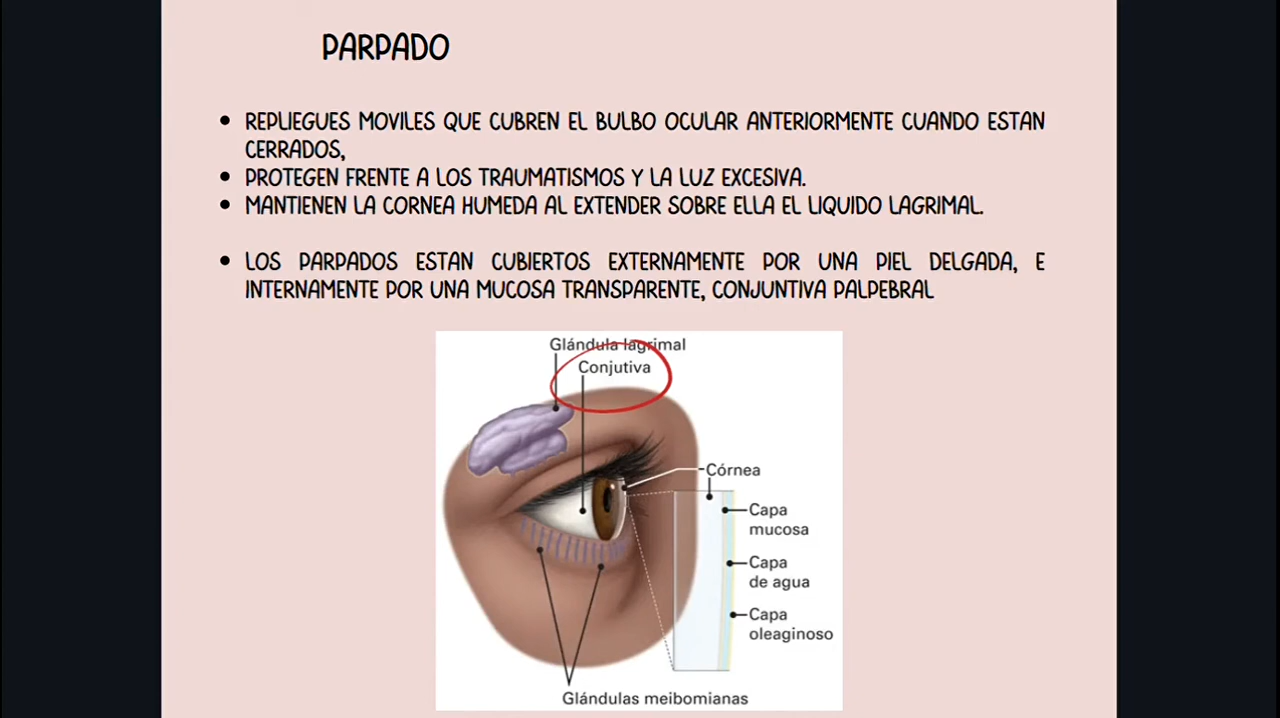 PARPADO
• REPLIEGUES MOVILES QUE CUBREN EL BULBO OCULAR ANTERIORMENTE CUANDO ESTAN
CERRADOS,
• PROTEGEN FRENTE A LOS TRAUMATISMOS Y LA LUZ EXCESIVA.
• MANTIENEN LA CORNEA HUMEDA AL EXTENDER SOBRE ELLA EL LIQUIDO LAGRIMAL.
• LOS PARPADOS ESTAN CUBIERTOS EXTERNAMENTE POR UNA PIEL DELGADA, E
INTERNAMENTE POR UNA MUCOSA TRANSPARENTE, CONJUNTIVA PALPEBRAL
Glándula lagrimal
Conjutiva
Córnea
Capa
mucosa
Capa
de agua
Capa
oleaginoso
Glándulas meibomianas